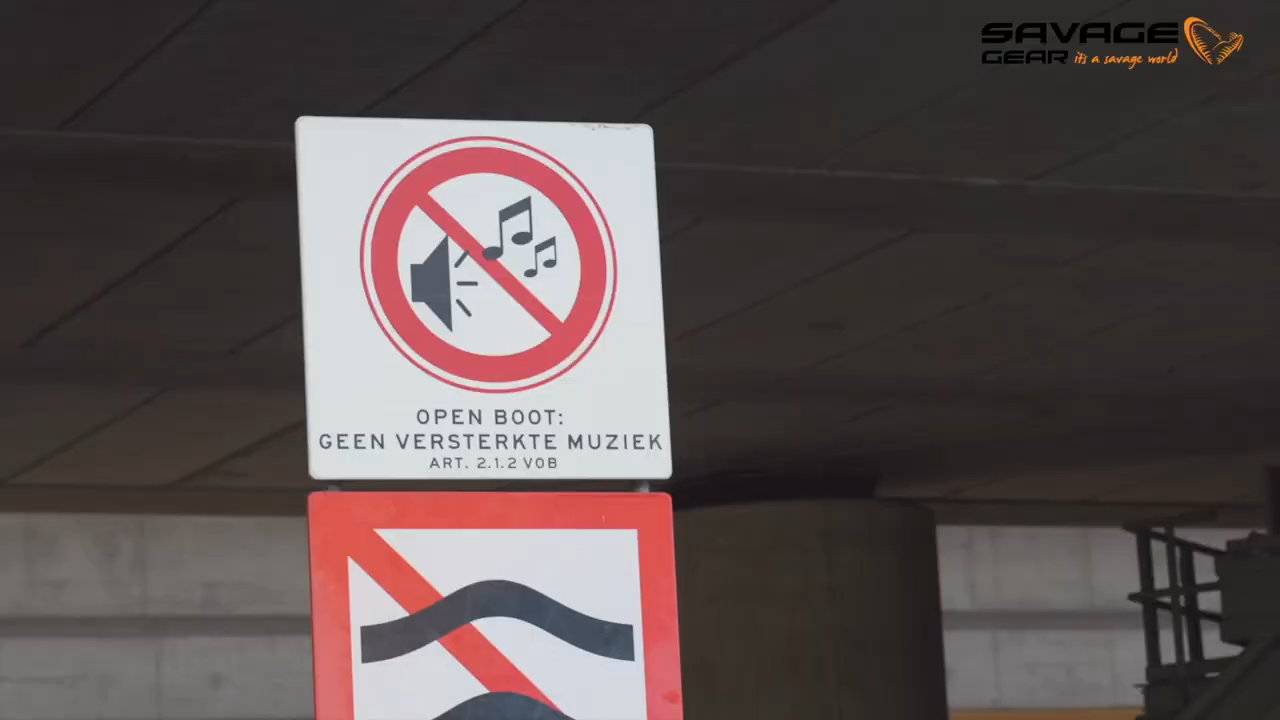 SAVAGE
GEAR it's a savage world
OPEN BOOT:
GEEN VERSTERKTE MUZIEK
ART. 2.1.2 VOB